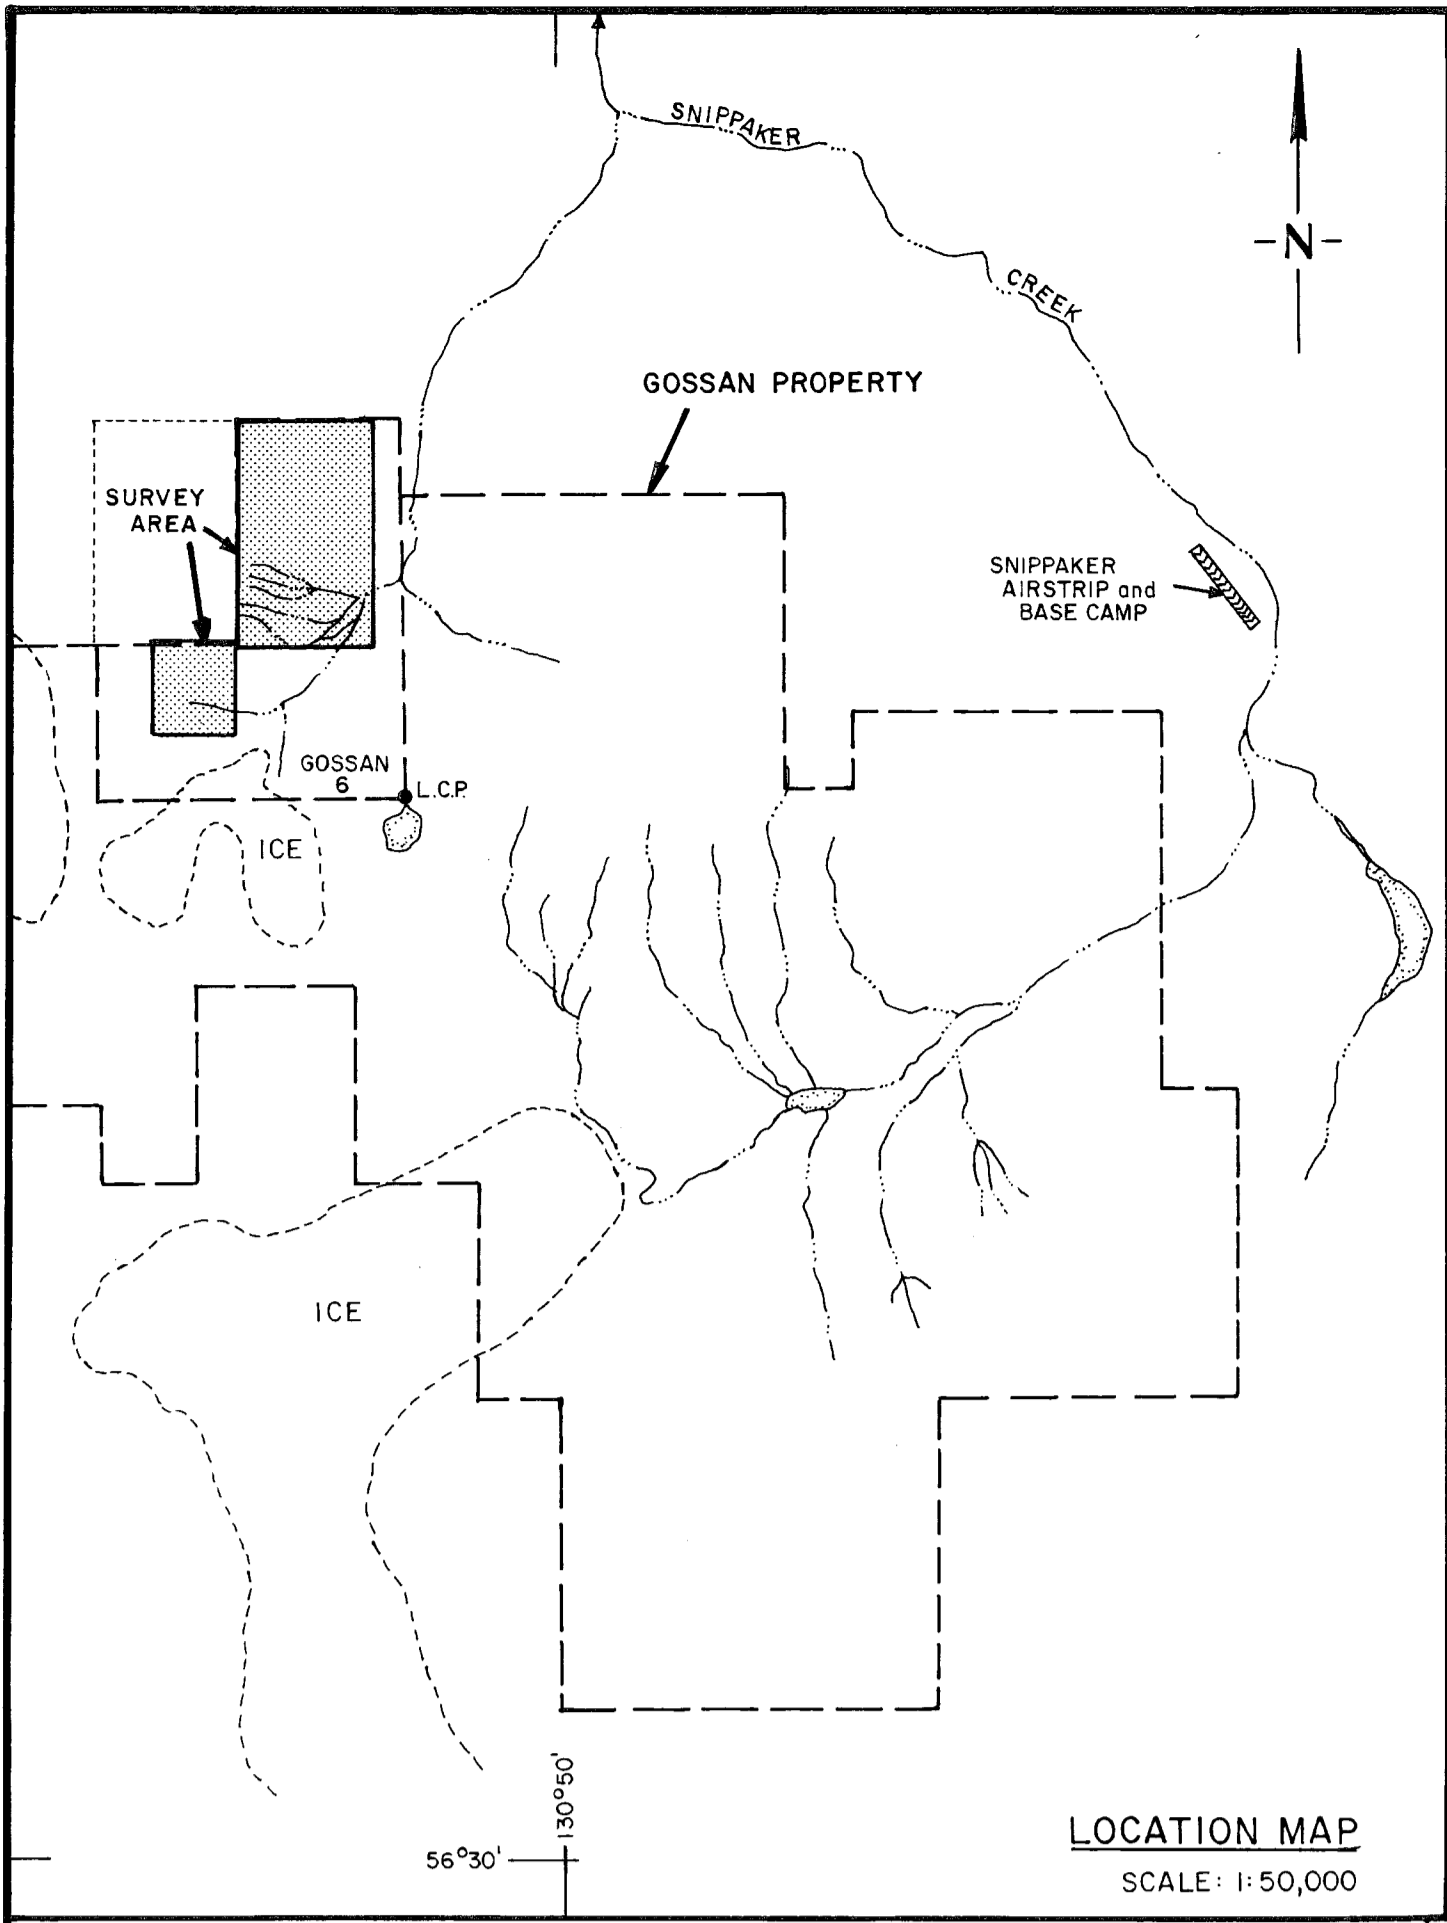 SNIPPAKER
-N-
CREEK
GOSSAN PROPERTY
SURVEY
AREA
SNIPPAKER
AIRSTRIP and
BASE CAMP
GOSSAN
6
L.C.P.
ICE
ICE
130°50'
56°30'
LOCATION MAP
SCALE: 1:50,000